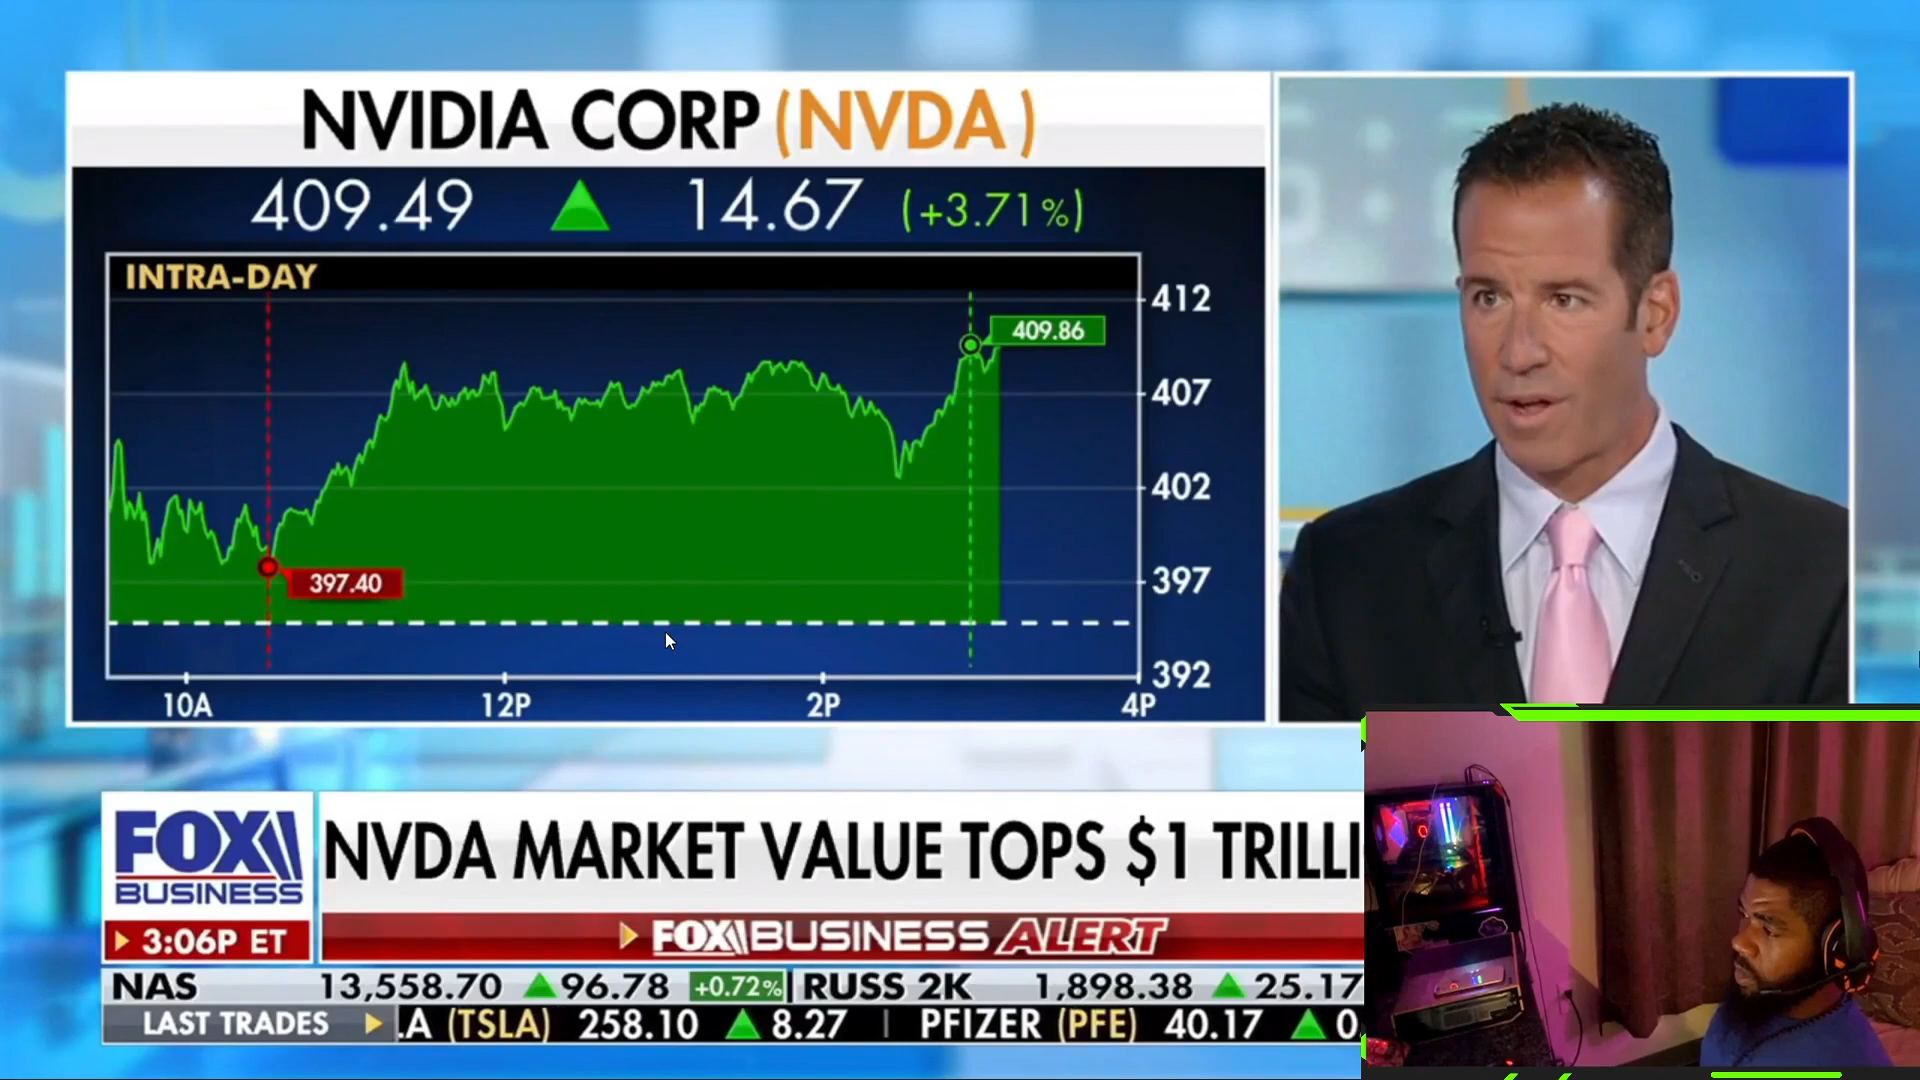 NVIDIA CORP (NVDA)
409.49 ▲ 14.67 (+3.71%)
INTRA-DAY
412
409.86
407
402
397.40
397
392
10A 12P 2P 4P
FOX BUSINESS
NVDA MARKET VALUE TOPS $1 TRILLI
3:06P ET
FOX BUSINESS ALERT
NAS 13,558.70 ▲ 96.78 +0.72% RUSS 2K 1,898.38 ▲ 25.17
LAST TRADES .A (TSLA) 258.10 ▲ 8.27 | PFIZER (PFE) 40.17 ▲ 0